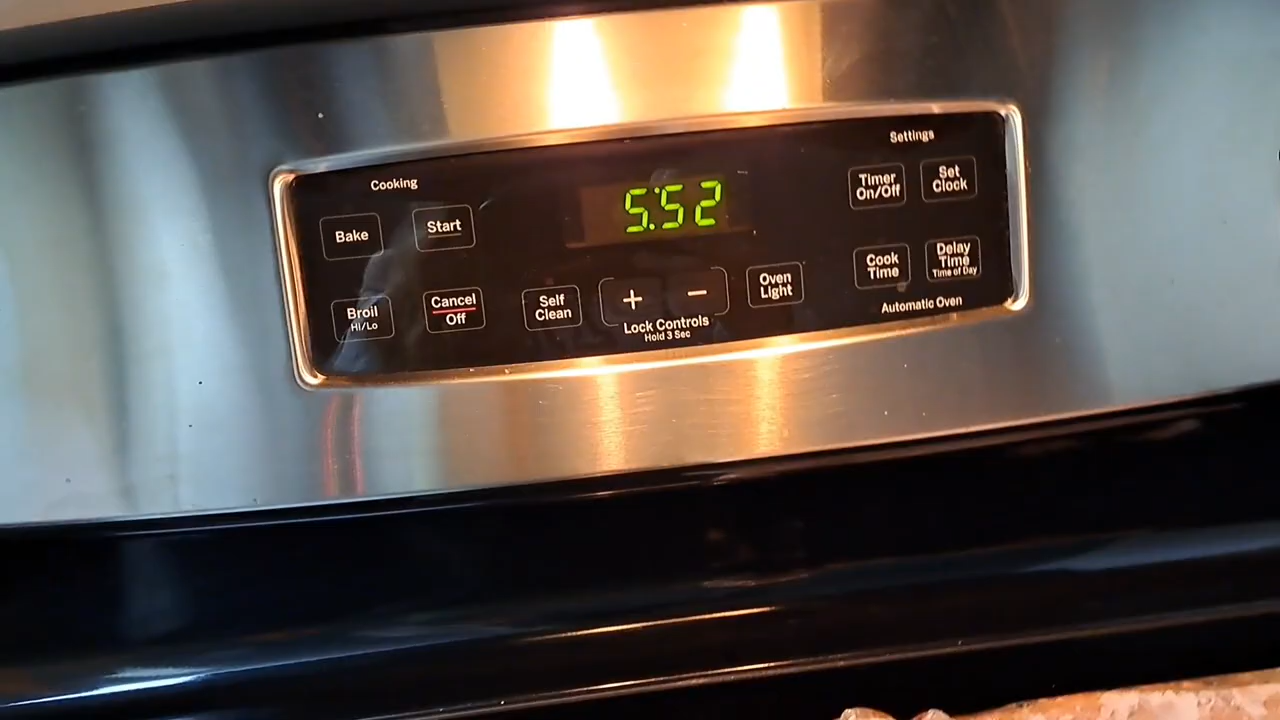 Cooking
Settings
Bake
Start
5:52
Timer
On/Off
Set
Clock
Broil
Hi/Lo
Cancel
Off
Self
Clean
+
−
Lock Controls
Hold 3 Sec
Oven
Light
Cook
Time
Delay
Time
Time of Day
Automatic Oven